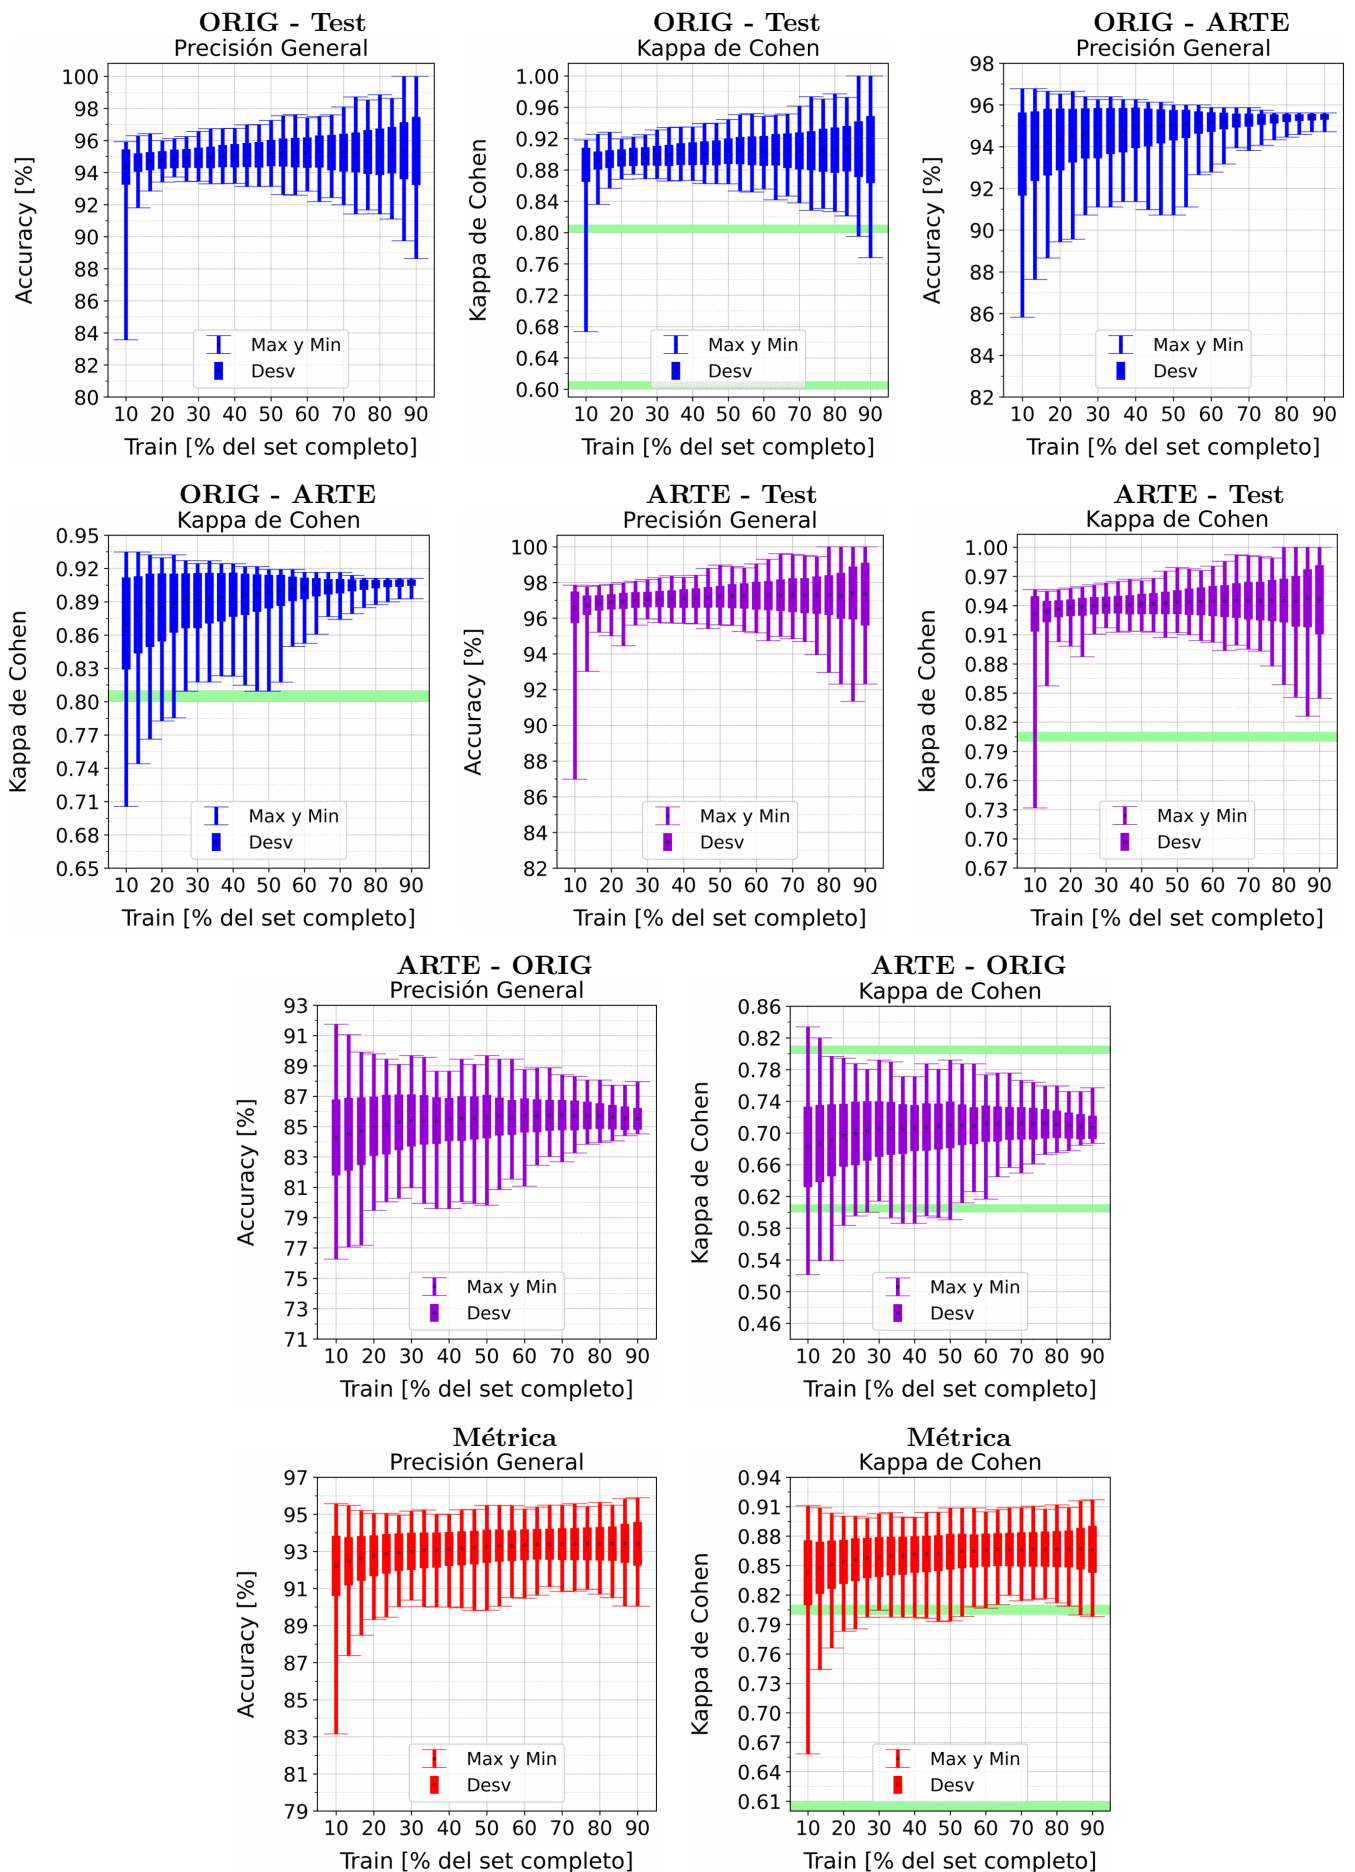 ORIG - Test
Precisión General
Accuracy [%]
100
98
96
94
92
90
88
86
84
82
80
Max y Min
Desv
10 20 30 40 50 60 70 80 90
Train [% del set completo]
ORIG - Test
Kappa de Cohen
Kappa de Cohen
1.00
0.96
0.92
0.88
0.84
0.80
0.76
0.72
0.68
0.64
0.60
Max y Min
Desv
10 20 30 40 50 60 70 80 90
Train [% del set completo]
ORIG - ARTE
Precisión General
Accuracy [%]
98
96
94
92
90
88
86
84
82
Max y Min
Desv
10 20 30 40 50 60 70 80 90
Train [% del set completo]
ORIG - ARTE
Kappa de Cohen
Kappa de Cohen
0.95
0.92
0.89
0.86
0.83
0.80
0.77
0.74
0.71
0.68
0.65
Max y Min
Desv
10 20 30 40 50 60 70 80 90
Train [% del set completo]
ARTE - Test
Precisión General
Accuracy [%]
100
98
96
94
92
90
88
86
84
82
Max y Min
Desv
10 20 30 40 50 60 70 80 90
Train [% del set completo]
ARTE - Test
Kappa de Cohen
Kappa de Cohen
1.00
0.97
0.94
0.91
0.88
0.85
0.82
0.79
0.76
0.73
0.70
0.67
Max y Min
Desv
10 20 30 40 50 60 70 80 90
Train [% del set completo]
ARTE - ORIG
Precisión General
Accuracy [%]
93
91
89
87
85
83
81
79
77
75
73
71
Max y Min
Desv
10 20 30 40 50 60 70 80 90
Train [% del set completo]
ARTE - ORIG
Kappa de Cohen
Kappa de Cohen
0.86
0.82
0.78
0.74
0.70
0.66
0.62
0.58
0.54
0.50
0.46
Max y Min
Desv
10 20 30 40 50 60 70 80 90
Train [% del set completo]
Métrica
Precisión General
Accuracy [%]
97
95
93
91
89
87
85
83
81
79
Max y Min
Desv
10 20 30 40 50 60 70 80 90
Train [% del set completo]
Métrica
Kappa de Cohen
Kappa de Cohen
0.94
0.91
0.88
0.85
0.82
0.79
0.76
0.73
0.70
0.67
0.64
0.61
Max y Min
Desv
10 20 30 40 50 60 70 80 90
Train [% del set completo]